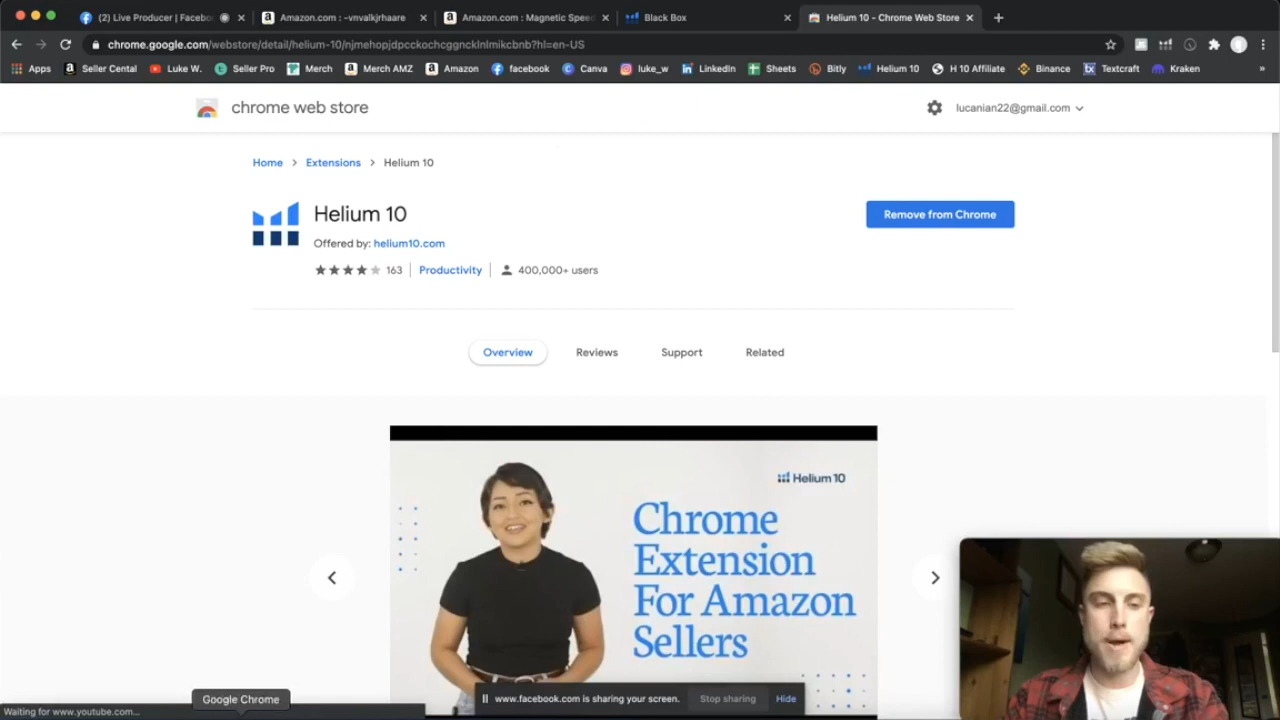 (2) Live Producer | Facebo
Amazon.com : ~vnvalkjrhaare
Amazon.com : Magnetic Speed
Black Box
Helium 10 - Chrome Web Store
chrome.google.com/webstore/detail/helium-10/njmehopjdpcckochcggncklnlmikcbnb?hl=en-US
Apps
Seller Cental
Luke W.
Seller Pro
Merch
Merch AMZ
Amazon
facebook
Canva
luke_w
LinkedIn
Sheets
Bitly
Helium 10
H 10 Affiliate
Binance
Textcraft
Kraken
»
chrome web store
lucanian22@gmail.com
Home > Extensions > Helium 10
Helium 10
Remove from Chrome
Offered by: helium10.com
163
Productivity
400,000+ users
Overview
Reviews
Support
Related
Helium 10
Chrome
Extension
For Amazon
Sellers
www.facebook.com is sharing your screen.
Stop sharing
Hide
Google Chrome
Waiting for www.youtube.com...